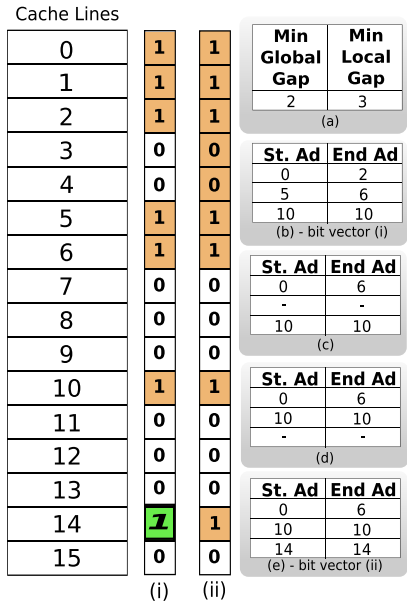 Cache Lines
0 1 1
1 1 1
2 1 1
3 0 0
4 0 0
5 1 1
6 1 1
7 0 0
8 0 0
9 0 0
10 1 1
11 0 0
12 0 0
13 0 0
14 1 1
15 0 0
(i) (ii)
Min Min
Global Local
Gap Gap
2 3
(a)
St. Ad End Ad
0 2
5 6
10 10
(b) - bit vector (i)
St. Ad End Ad
0 6
- -
10 10
(c)
St. Ad End Ad
0 6
10 10
- -
(d)
St. Ad End Ad
0 6
10 10
14 14
(e) - bit vector (ii)